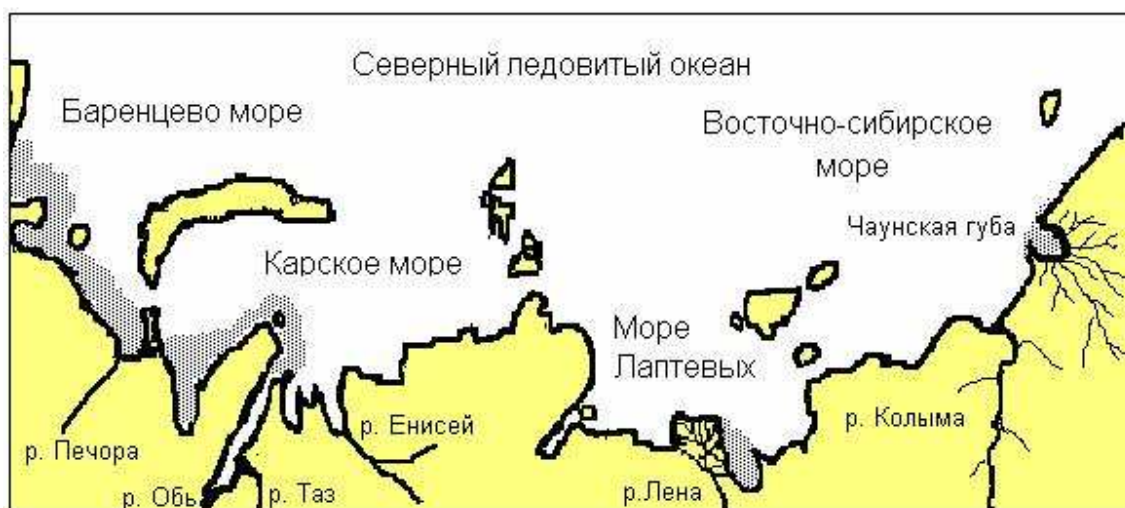 Северный ледовитый океан
Баренцево море
Восточно-сибирское
море
Чаунская губа
Карское море
Море
Лаптевых
р. Колыма
р. Енисей
р. Печора
р. Обь
р. Таз
р.Лена